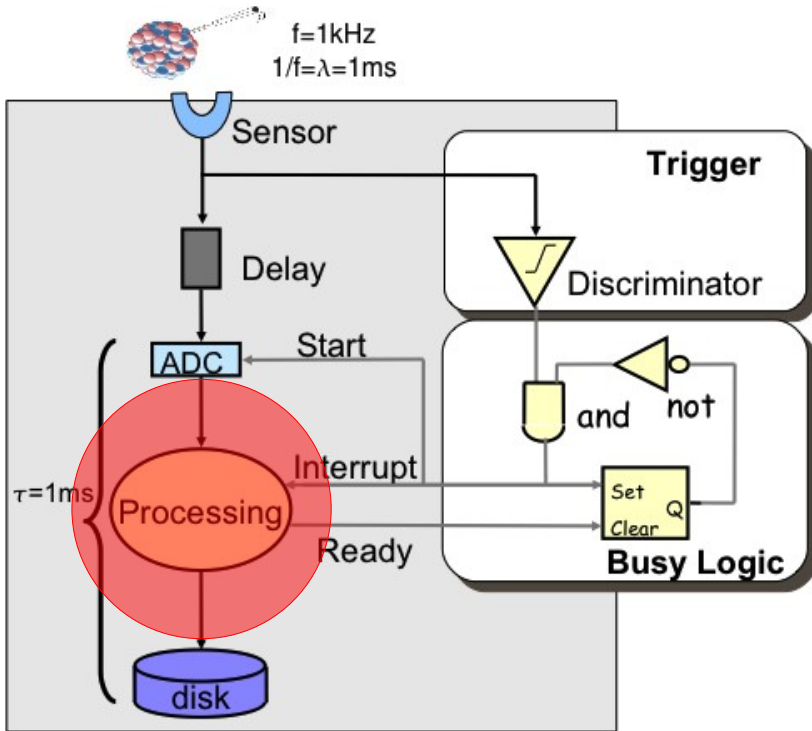 f=1kHz
1/f=λ=1ms
Sensor
Trigger
Delay
Discriminator
Start
ADC
and
not
Interrupt
τ=1ms
Processing
Set
Q
Clear
Ready
Busy Logic
disk